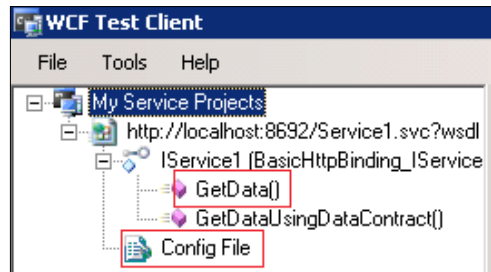 WCF Test Client
File Tools Help
My Service Projects
http://localhost:8692/Service1.svc?wsdl
IService1 (BasicHttpBinding_IService
GetData()
GetDataUsingDataContract()
Config File